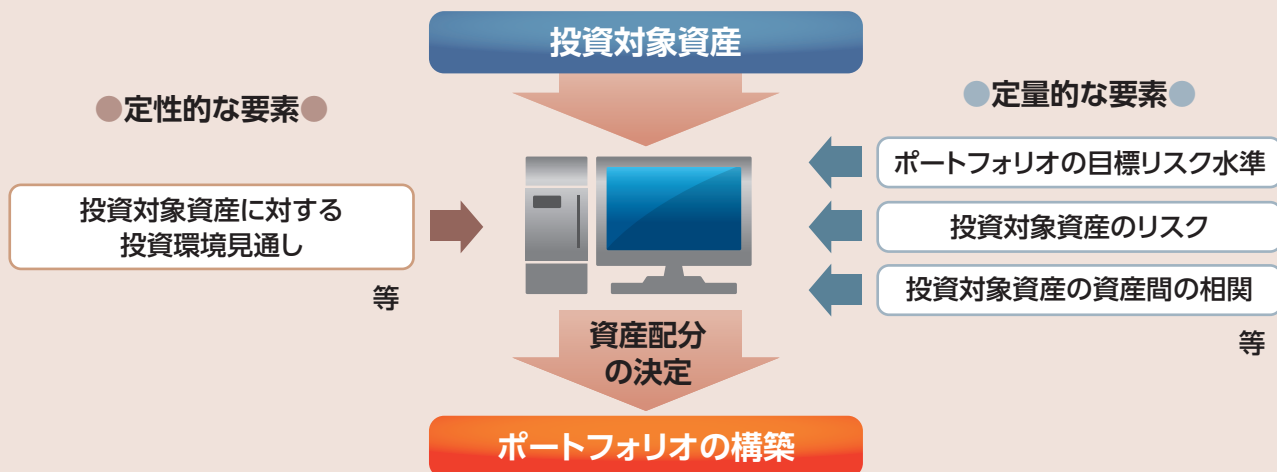 投資対象資産
●定性的な要素●
投資対象資産に対する
投資環境見通し
等
●定量的な要素●
ポートフォリオの目標リスク水準
投資対象資産のリスク
投資対象資産の資産間の相関
等
資産配分
の決定
ポートフォリオの構築